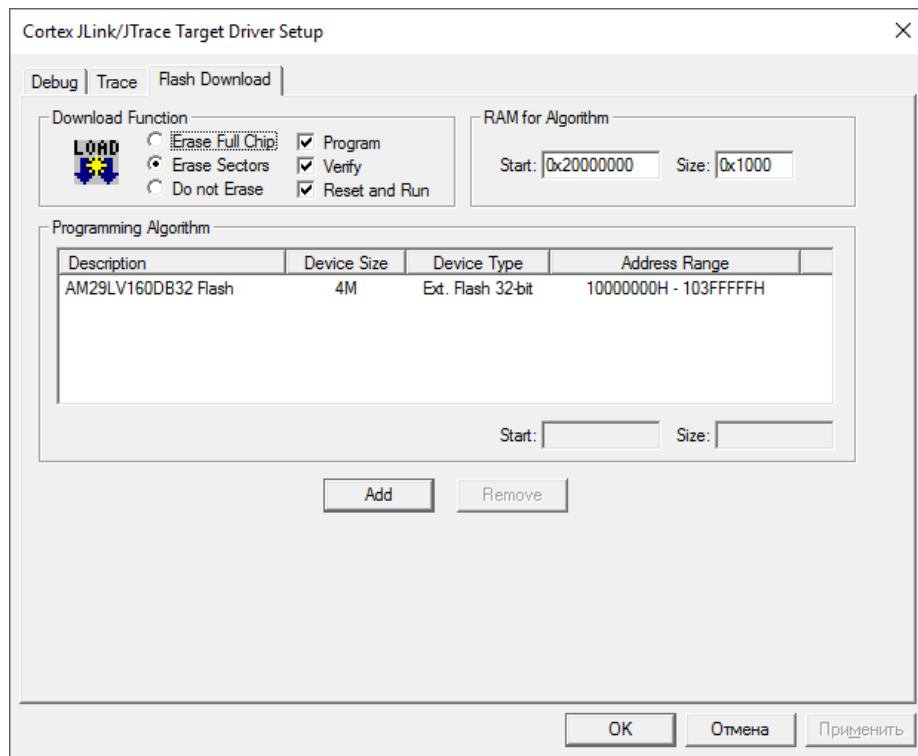 Cortex JLink/JTrace Target Driver Setup
Debug Trace Flash Download
Download Function
LOAD
Erase Full Chip
Erase Sectors
Do not Erase
Program
Verify
Reset and Run
RAM for Algorithm
Start: 0x20000000 Size: 0x1000
Programming Algorithm
Description Device Size Device Type Address Range
AM29LV160DB32 Flash 4M Ext. Flash 32-bit 10000000H - 103FFFFFH
Start: Size:
Add Remove
OK Отмена Применить